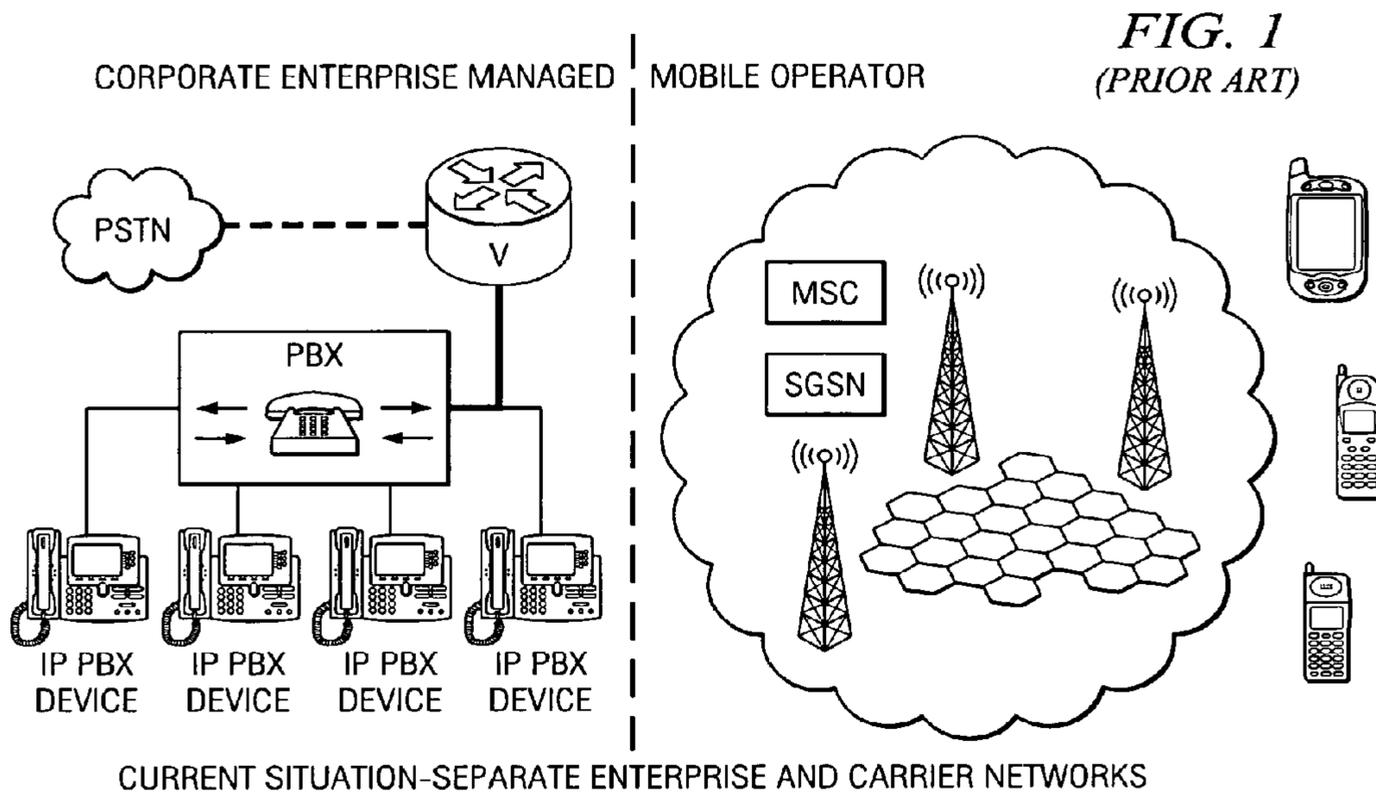 FIG. 1
(PRIOR ART)
CORPORATE ENTERPRISE MANAGED
MOBILE OPERATOR
PSTN
V
PBX
MSC
SGSN
IP PBX
DEVICE
IP PBX
DEVICE
IP PBX
DEVICE
IP PBX
DEVICE
CURRENT SITUATION-SEPARATE ENTERPRISE AND CARRIER NETWORKS